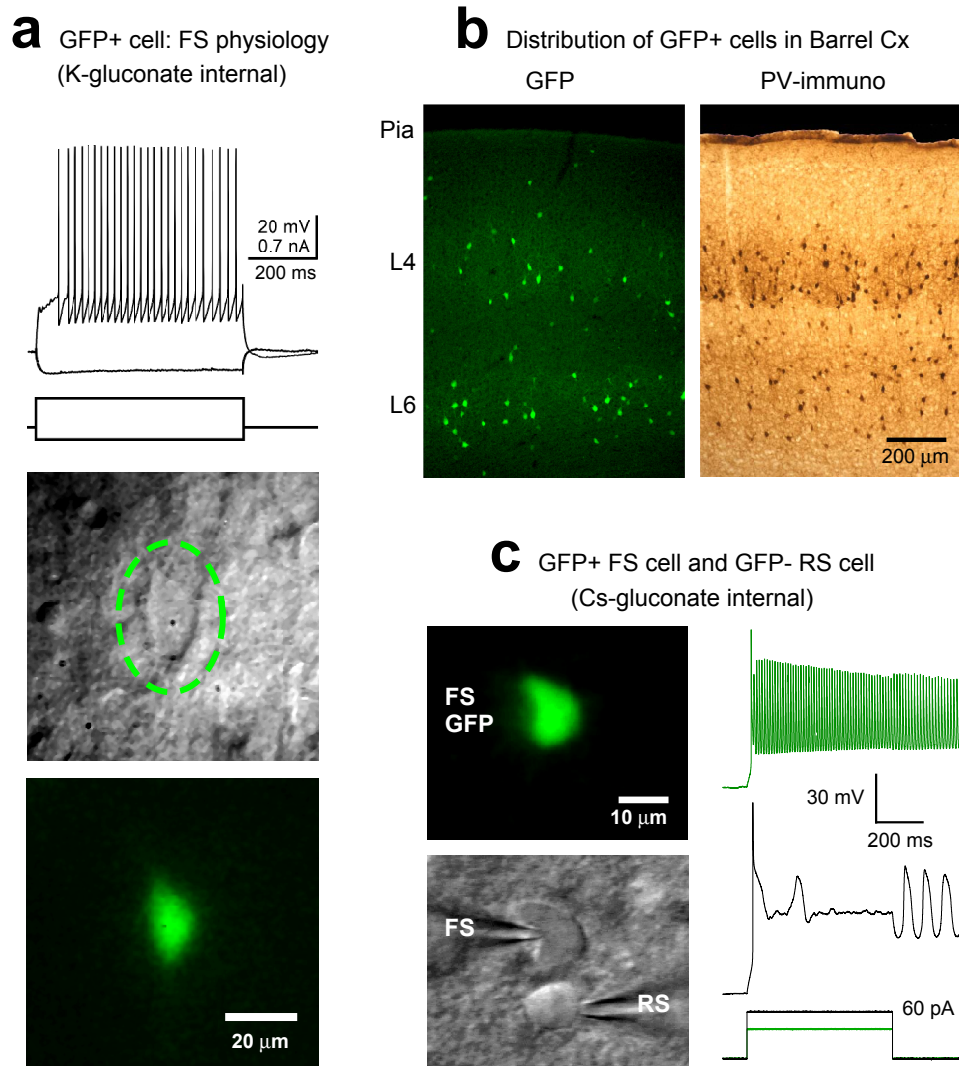 a GFP+ cell: FS physiology
(K-gluconate internal)
20 mV
0.7 nA
200 ms
20 μm
b Distribution of GFP+ cells in Barrel Cx
GFP PV-immuno
Pia
L4
L6
200 μm
c GFP+ FS cell and GFP- RS cell
(Cs-gluconate internal)
FS
GFP
10 μm
FS
RS
30 mV
200 ms
60 pA